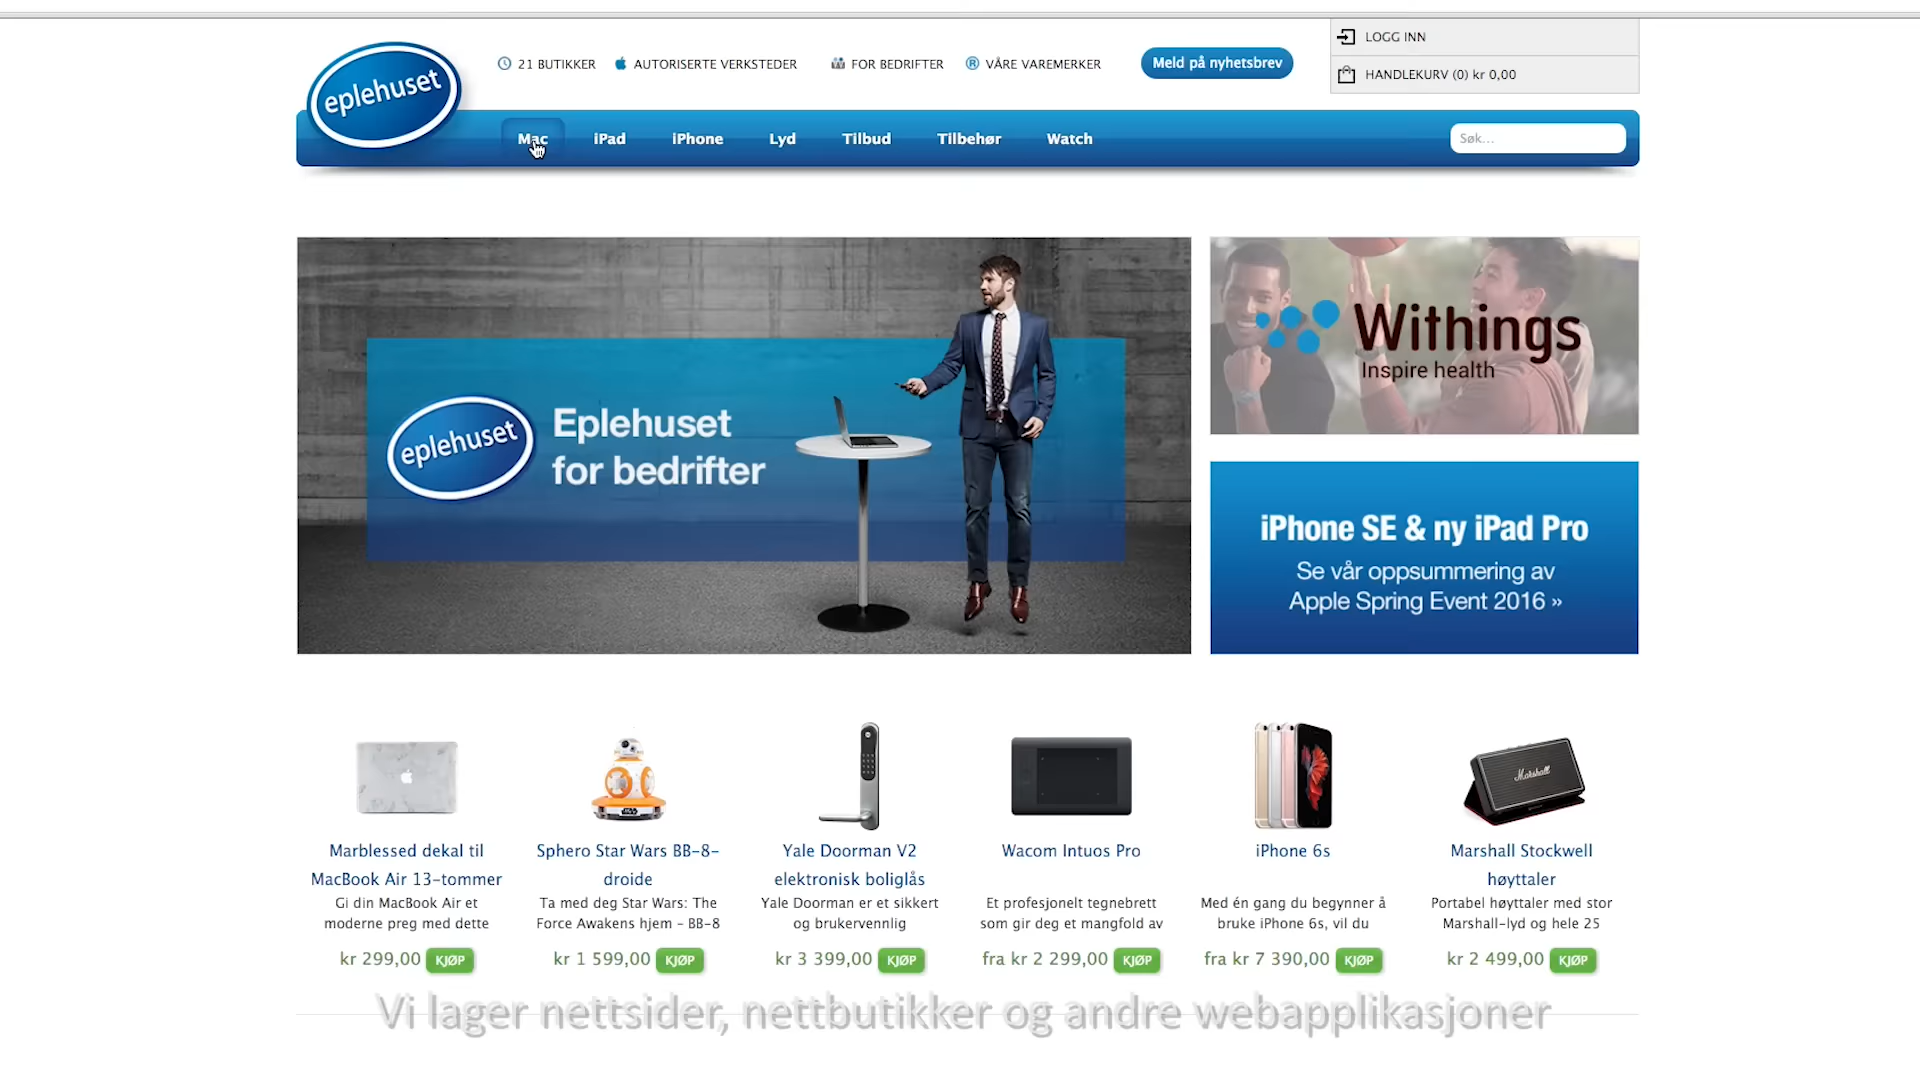 LOGG INN
21 BUTIKKER AUTORISERTE VERKSTEDER FOR BEDRIFTER ® VÅRE VAREMERKER Meld på nyhetsbrev
HANDLEKURV (0) kr 0,00
eplehuset
Mac iPad iPhone Lyd Tilbud Tilbehør Watch Søk...
eplehuset
Eplehuset
for bedrifter
Withings
Inspire health
iPhone SE & ny iPad Pro
Se vår oppsummering av
Apple Spring Event 2016 »
STAR WARS
Marshall
Marblessed dekal til
MacBook Air 13-tommer
Gi din MacBook Air et
moderne preg med dette
kr 299,00 KJØP
Sphero Star Wars BB-8-
droide
Ta med deg Star Wars: The
Force Awakens hjem - BB-8
kr 1 599,00 KJØP
Yale Doorman V2
elektronisk boliglås
Yale Doorman er et sikkert
og brukervennlig
kr 3 399,00 KJØP
Wacom Intuos Pro
Et profesjonelt tegnebrett
som gir deg et mangfold av
fra kr 2 299,00 KJØP
iPhone 6s
Med én gang du begynner å
bruke iPhone 6s, vil du
fra kr 7 390,00 KJØP
Marshall Stockwell
høyttaler
Portabel høyttaler med stor
Marshall-lyd og hele 25
kr 2 499,00 KJØP
Vi lager nettsider, nettbutikker og andre webapplikasjoner